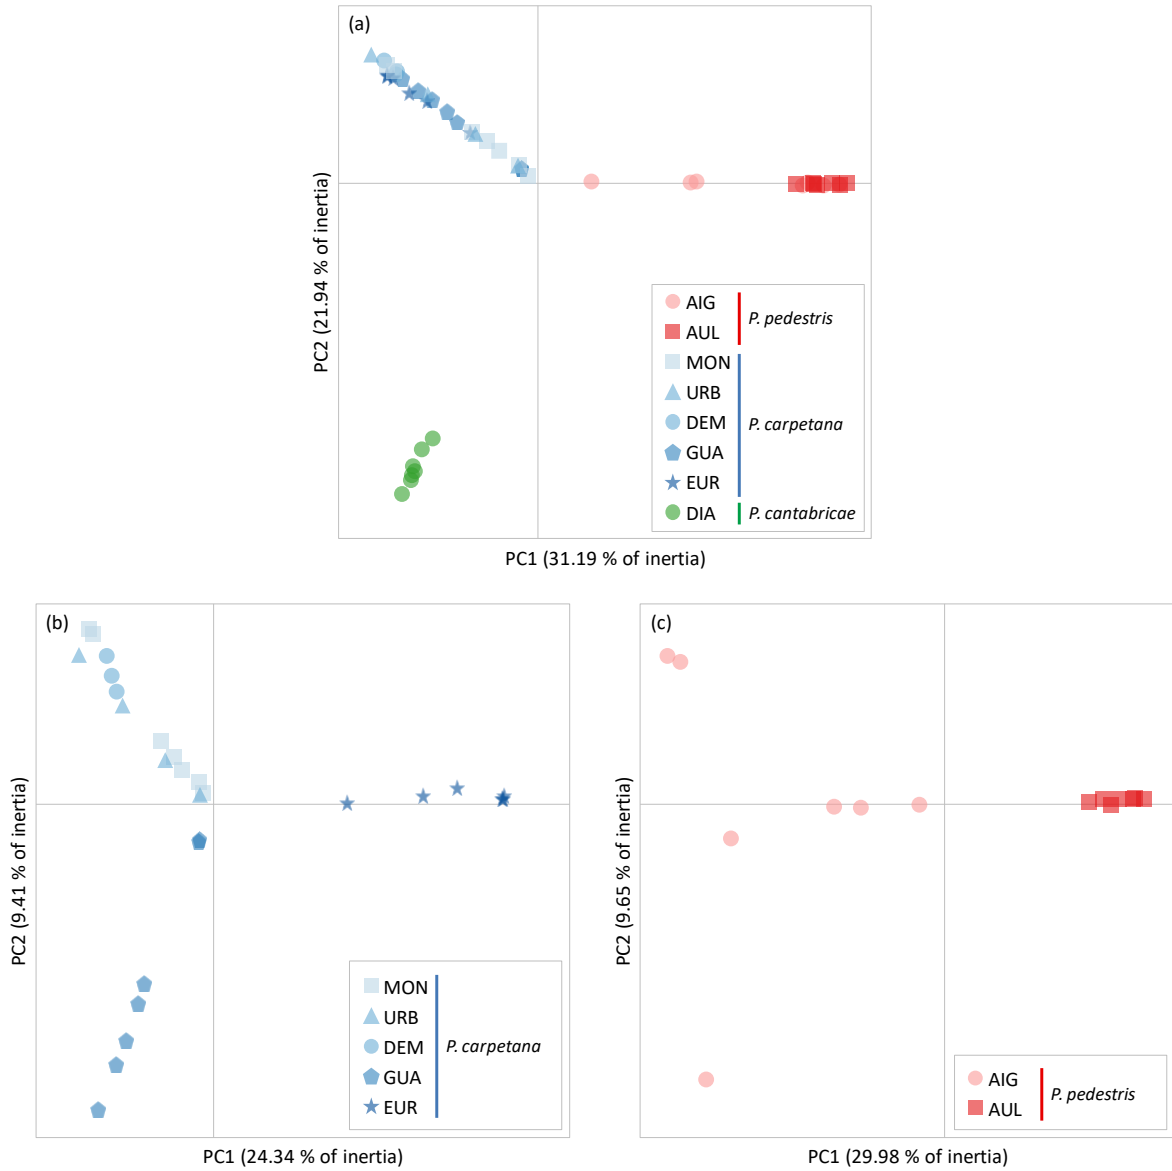 (a)
PC2 (21.94 % of inertia)
AIG
AUL
P. pedestris
MON
URB
DEM
GUA
EUR
P. carpetana
DIA
P. cantabricae
PC1 (31.19 % of inertia)
(b)
PC2 (9.41 % of inertia)
MON
URB
DEM
GUA
EUR
P. carpetana
PC1 (24.34 % of inertia)
(c)
PC2 (9.65 % of inertia)
AIG
AUL
P. pedestris
PC1 (29.98 % of inertia)